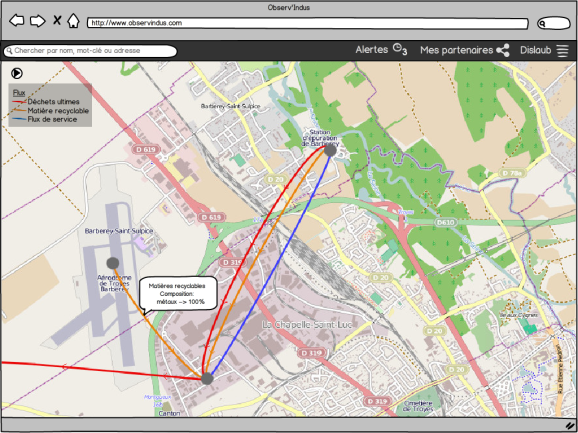 Observ'Indus
http://www.observindus.com
Chercher par nom, mot-clé ou adresse
Alertes 3
Mes partenaires
Dislaub
Flux
Déchets ultimes
Matière recyclable
Flux de service
Barberey-Saint-Sulpice
Station
d'épuration
de Barberey
D 619
D 20
D 78a
D 619
D610
Barberey-Saint-Sulpice
D 319
Aérodrome
de Troyes
Barberey
Matières recyclables
Composition:
métaux --> 100%
D 20
La Chapelle-Saint-Luc
D 319
D 20
D 319
Canton
Cimetière
de Troyes